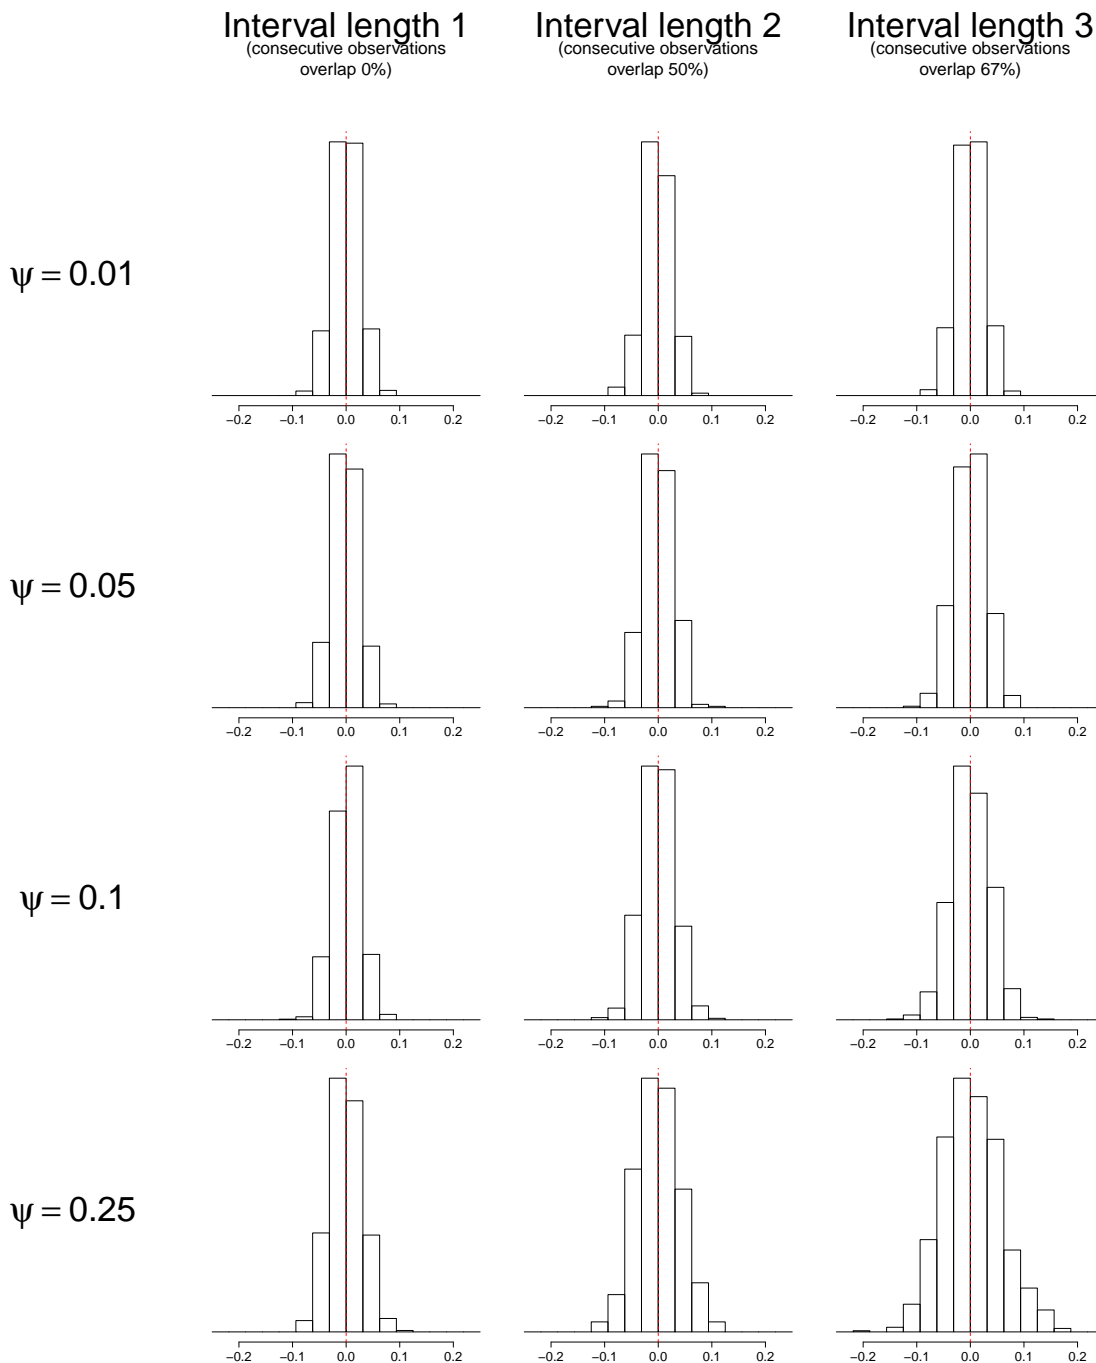 Interval length 1 Interval length 2 Interval length 3
(consecutive observations (consecutive observations (consecutive observations
overlap 0%) overlap 50%) overlap 67%)
ψ = 0.01
−0.2 −0.1 0.0 0.1 0.2 −0.2 −0.1 0.0 0.1 0.2 −0.2 −0.1 0.0 0.1 0.2
ψ = 0.05
−0.2 −0.1 0.0 0.1 0.2 −0.2 −0.1 0.0 0.1 0.2 −0.2 −0.1 0.0 0.1 0.2
ψ = 0.1
−0.2 −0.1 0.0 0.1 0.2 −0.2 −0.1 0.0 0.1 0.2 −0.2 −0.1 0.0 0.1 0.2
ψ = 0.25
−0.2 −0.1 0.0 0.1 0.2 −0.2 −0.1 0.0 0.1 0.2 −0.2 −0.1 0.0 0.1 0.2